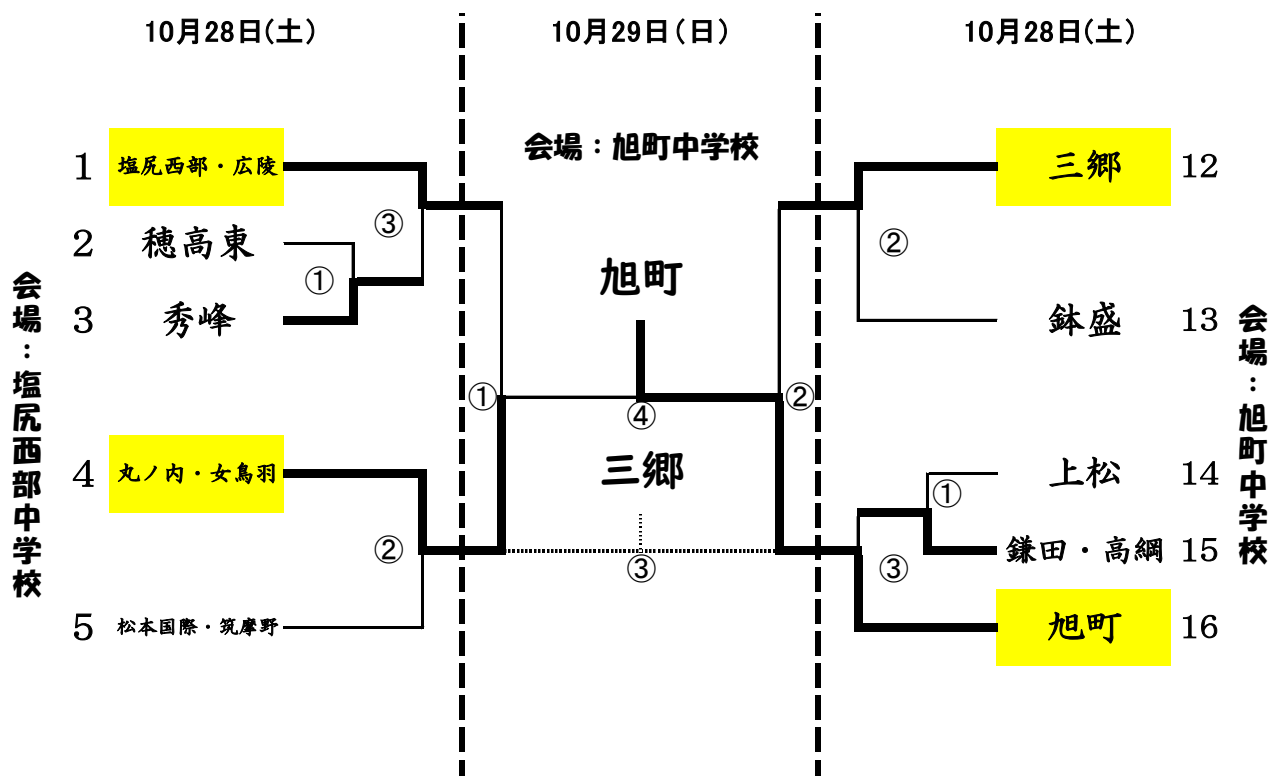 10月28日(土)
10月29日(日)
10月28日(土)
会場：旭町中学校
会場：塩尻西部中学校
1 塩尻西部・広陵
2 穂高東
3 秀峰
4 丸ノ内・女鳥羽
5 松本国際・筑摩野
③
①
②
旭町
①
②
④
三郷
③
三郷 12
鉢盛 13
上松 14
鎌田・高綱 15
旭町 16
②
①
③
会場：旭町中学校